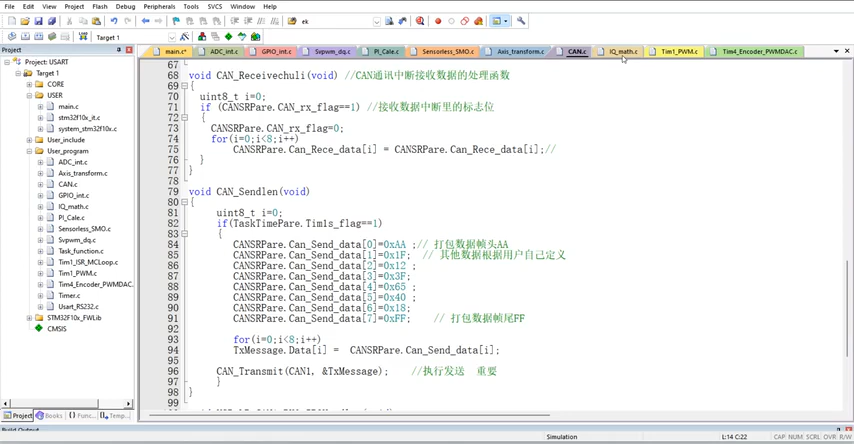 File Edit View Project Flash Debug Peripherals Tools SVCS Window Help
ek
Target 1
Project
main.c* ADC_int.c GPIO_int.c Svpwm_dq.c PI_Cale.c Sensorless_SMO.c Axis_transform.c CAN.c IQ_math.c Tim1_PWM.c Tim4_Encoder_PWMDAC.c
Project: USART
Target 1
CORE
USER
main.c
stm32f10x_it.c
system_stm32f10x.c
User_include
User_program
ADC_int.c
Axis_transform.c
CAN.c
GPIO_int.c
IQ_math.c
PI_Cale.c
Sensorless_SMO.c
Svpwm_dq.c
Task_function.c
Tim1_ISR_MCLoop.c
Tim1_PWM.c
Tim4_Encoder_PWMDAC.
Timer.c
Usart_RS232.c
STM32F10x_FWLib
CMSIS
67
68 void CAN_Receivechuli(void) //CAN通讯中断接收数据的处理函数
69 {
70 uint8_t i=0;
71 if (CANSRPare.CAN_rx_flag==1) //接收数据中断里的标志位
72 {
73 CANSRPare.CAN_rx_flag=0;
74 for(i=0;i<8;i++)
75 CANSRPare.Can_Rece_data[i] = CANSRPare.Can_Rece_data[i];//
76 }
77 }
78
79 void CAN_Sendlen(void)
80 {
81 uint8_t i=0;
82 if(TaskTimePare.Tim1s_flag==1)
83 {
84 CANSRPare.Can_Send_data[0]=0xAA ;// 打包数据帧头AA
85 CANSRPare.Can_Send_data[1]=0x1F; // 其他数据根据用户自己定义
86 CANSRPare.Can_Send_data[2]=0x12 ;
87 CANSRPare.Can_Send_data[3]=0x3F;
88 CANSRPare.Can_Send_data[4]=0x65 ;
89 CANSRPare.Can_Send_data[5]=0x40 ;
90 CANSRPare.Can_Send_data[6]=0x18;
91 CANSRPare.Can_Send_data[7]=0xFF; // 打包数据帧尾FF
92
93 for(i=0;i<8;i++)
94 TxMessage.Data[i] = CANSRPare.Can_Send_data[i];
95
96 CAN_Transmit(CAN1, &TxMessage); //执行发送 重要
97 }
98 }
99
Project Books {} Func... Temp...
Build Output
Simulation L:14 C:22 CAP NUM SCRL OVR R/W